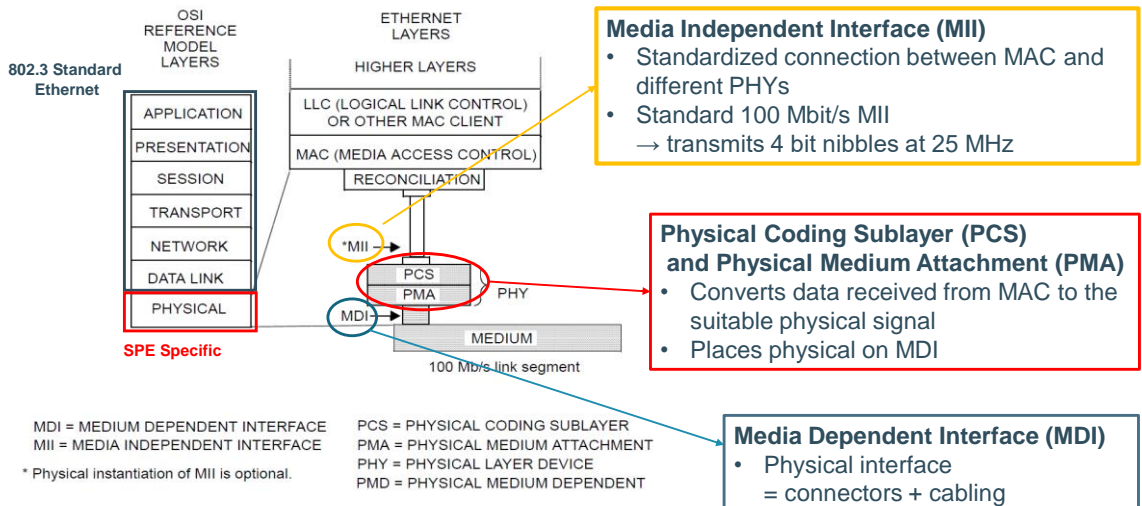 OSI
REFERENCE
MODEL
LAYERS
802.3 Standard
Ethernet
APPLICATION
PRESENTATION
SESSION
TRANSPORT
NETWORK
DATA LINK
PHYSICAL
SPE Specific
ETHERNET
LAYERS
HIGHER LAYERS
LLC (LOGICAL LINK CONTROL)
OR OTHER MAC CLIENT
MAC (MEDIA ACCESS CONTROL)
RECONCILIATION
*MII
PCS
PMA
PHY
MDI
MEDIUM
100 Mb/s link segment
Media Independent Interface (MII)
• Standardized connection between MAC and
different PHYs
• Standard 100 Mbit/s MII
→ transmits 4 bit nibbles at 25 MHz
Physical Coding Sublayer (PCS)
and Physical Medium Attachment (PMA)
• Converts data received from MAC to the
suitable physical signal
• Places physical on MDI
Media Dependent Interface (MDI)
• Physical interface
= connectors + cabling
MDI = MEDIUM DEPENDENT INTERFACE
MII = MEDIA INDEPENDENT INTERFACE
* Physical instantiation of MII is optional.
PCS = PHYSICAL CODING SUBLAYER
PMA = PHYSICAL MEDIUM ATTACHMENT
PHY = PHYSICAL LAYER DEVICE
PMD = PHYSICAL MEDIUM DEPENDENT